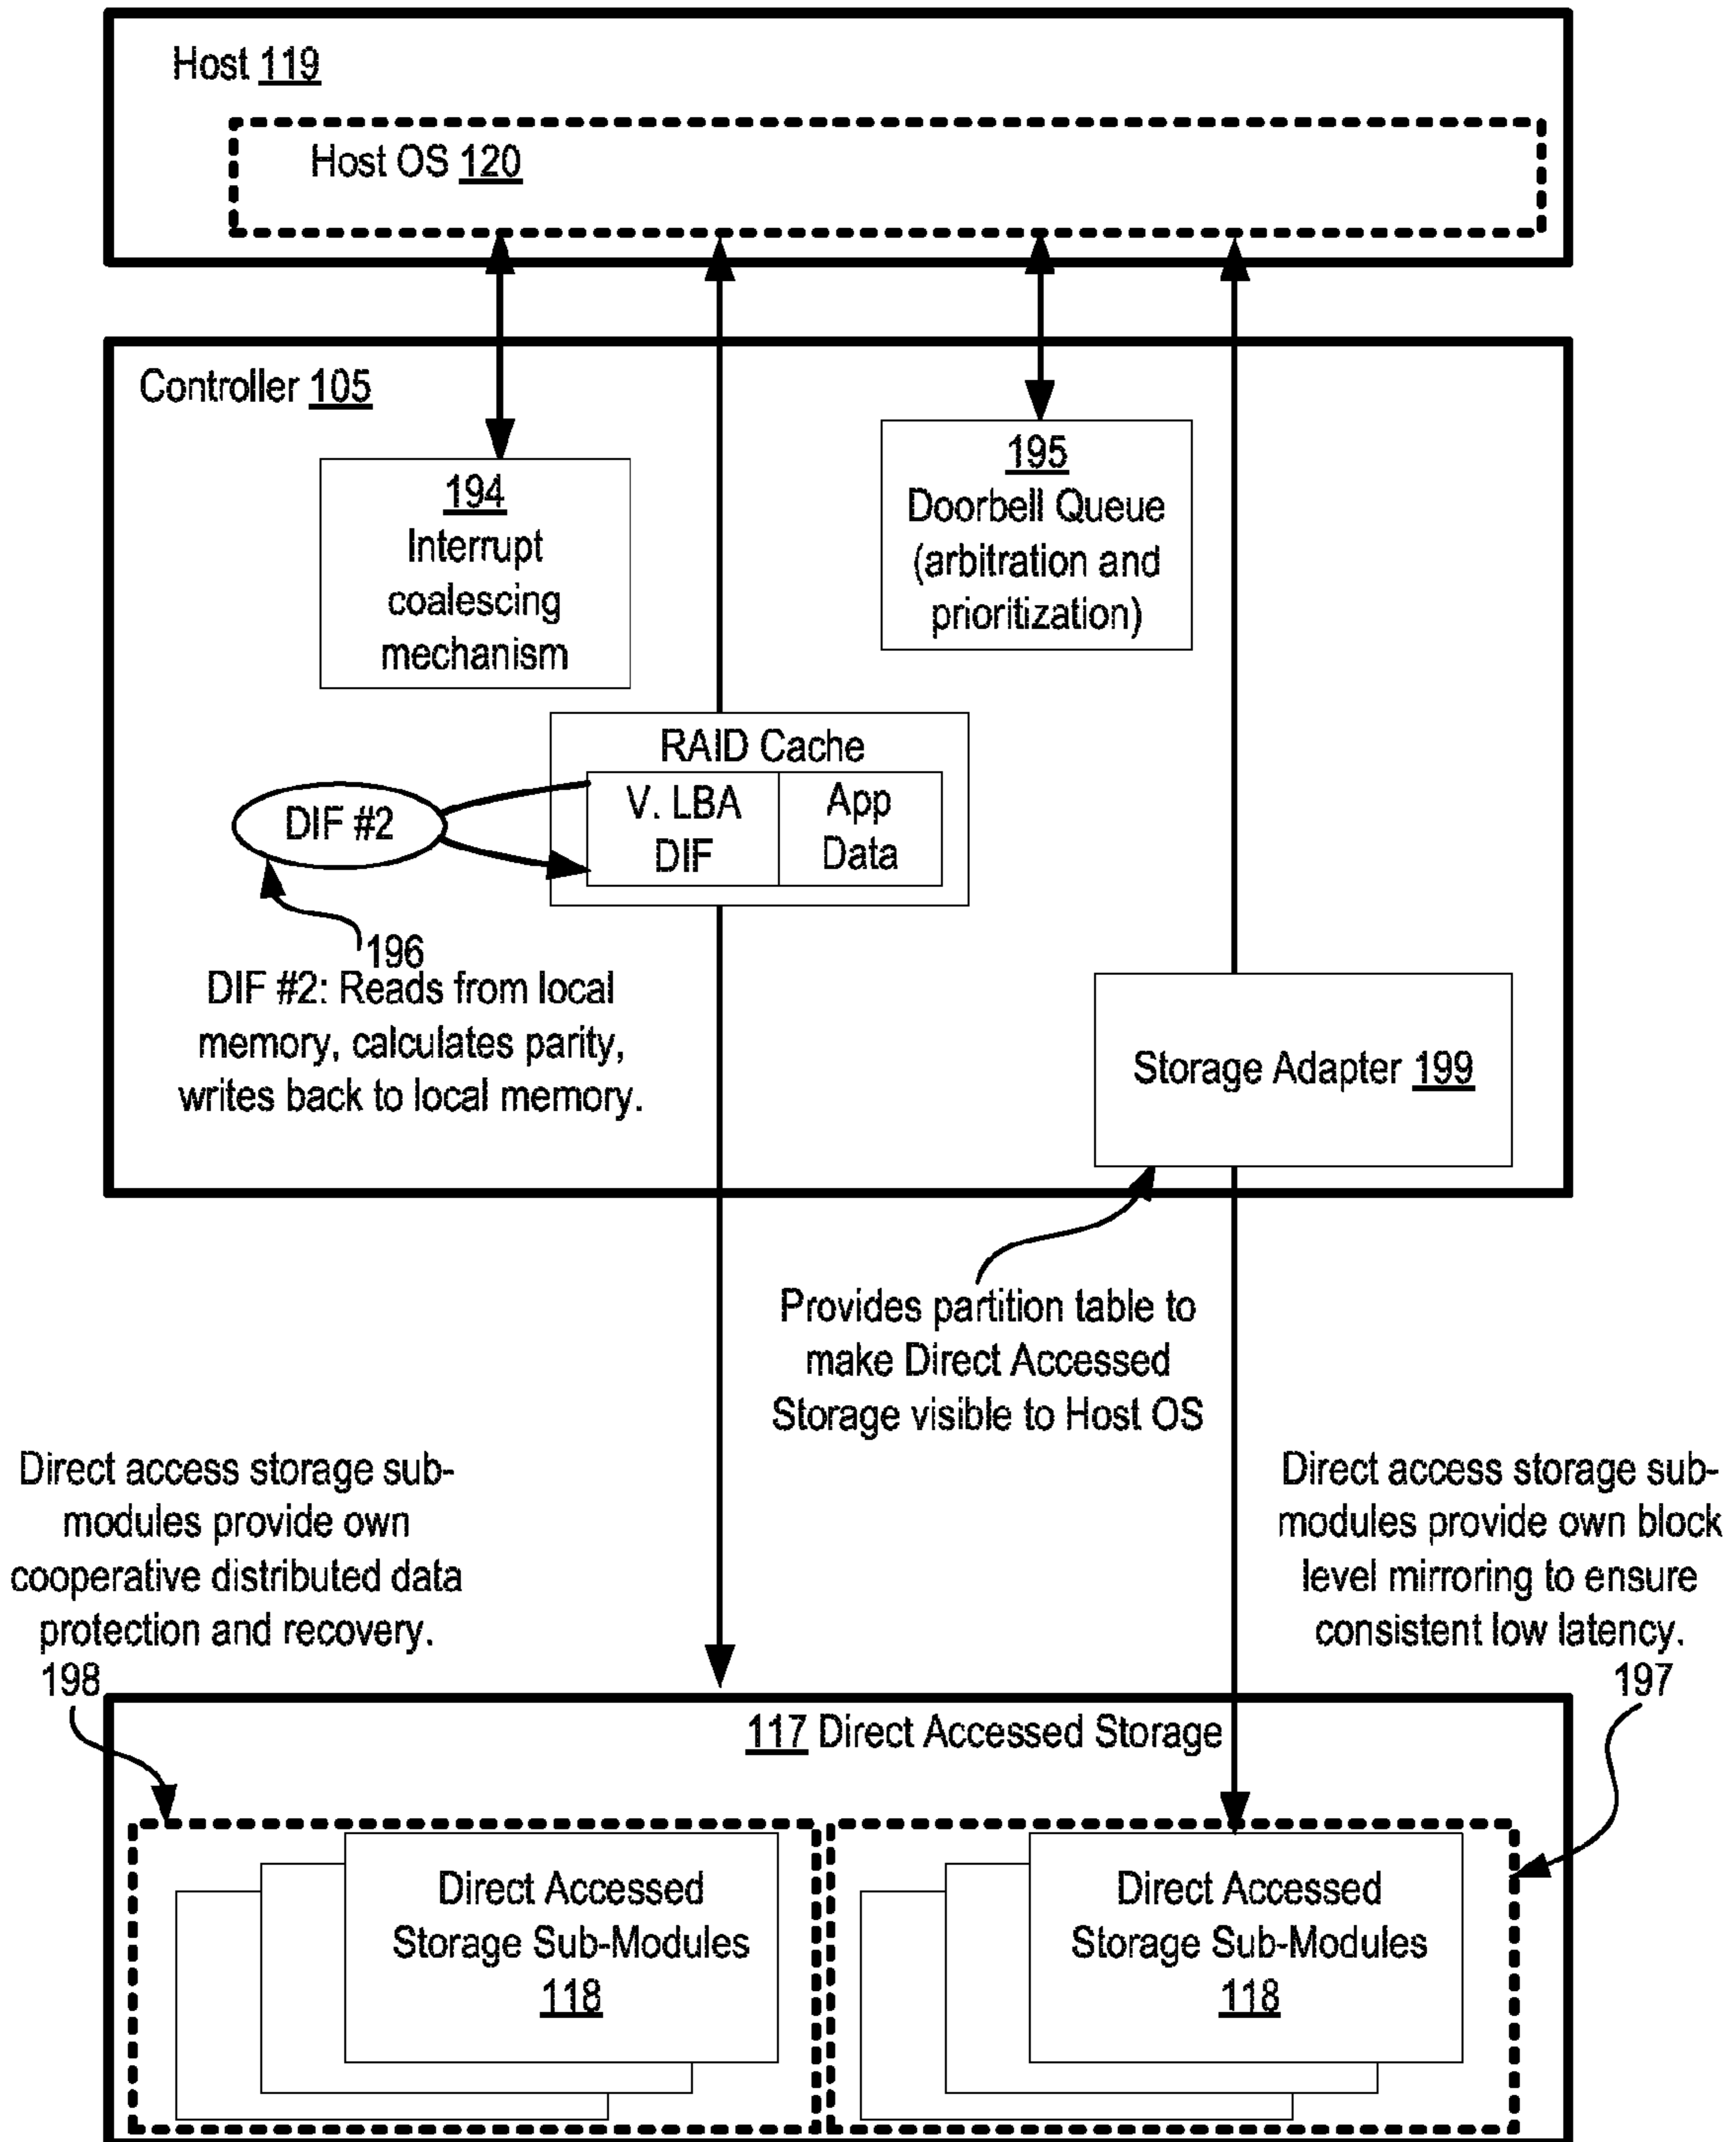 Host 119
Host OS 120
Controller 105
194
Interrupt
coalescing
mechanism
195
Doorbell Queue
(arbitration and
prioritization)
RAID Cache
V. LBA
DIF
App
Data
DIF #2
196
DIF #2: Reads from local
memory, calculates parity,
writes back to local memory.
Storage Adapter 199
Provides partition table to
make Direct Accessed
Storage visible to Host OS
Direct access storage sub-
modules provide own
cooperative distributed data
protection and recovery.
198
Direct access storage sub-
modules provide own block
level mirroring to ensure
consistent low latency.
197
117 Direct Accessed Storage
Direct Accessed
Storage Sub-Modules
118
Direct Accessed
Storage Sub-Modules
118